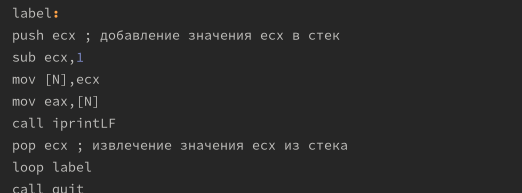 label:
push ecx ; добавление значения ecx в стек
sub ecx,1
mov [N],ecx
mov eax,[N]
call iprintLF
pop ecx ; извлечение значения ecx из стека
loop label
call quit